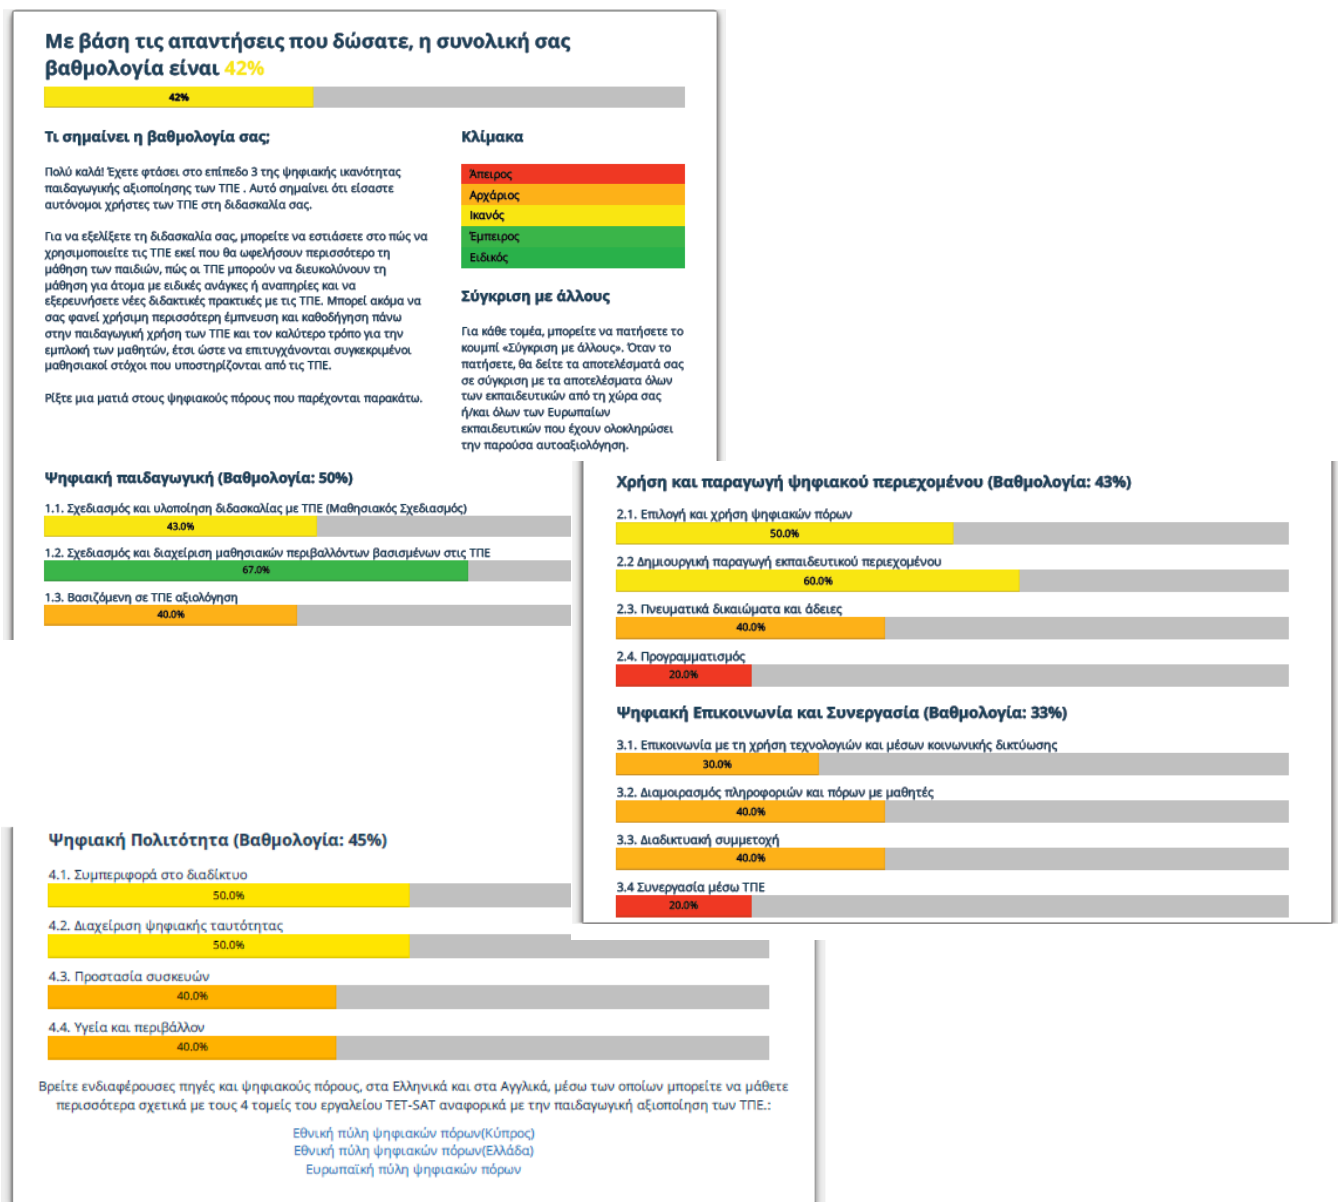 Με βάση τις απαντήσεις που δώσατε, η συνολική σας
βαθμολογία είναι 42%
42%
Τι σημαίνει η βαθμολογία σας;
Πολύ καλά! Έχετε φτάσει στο επίπεδο 3 της ψηφιακής ικανότητας
παιδαγωγικής αξιοποίησης των ΤΠΕ . Αυτό σημαίνει ότι είσαστε
αυτόνομοι χρήστες των ΤΠΕ στη διδασκαλία σας.
Για να εξελίξετε τη διδασκαλία σας, μπορείτε να εστιάσετε στο πώς να
χρησιμοποιείτε τις ΤΠΕ εκεί που θα ωφελήσουν περισσότερο τη
μάθηση των παιδιών, πώς οι ΤΠΕ μπορούν να διευκολύνουν τη
μάθηση για άτομα με ειδικές ανάγκες ή αναπηρίες και να
εξερευνήσετε νέες διδακτικές πρακτικές με τις ΤΠΕ. Μπορεί ακόμα να
σας φανεί χρήσιμη περισσότερη έμπνευση και καθοδήγηση πάνω
στην παιδαγωγική χρήση των ΤΠΕ και τον καλύτερο τρόπο για την
εμπλοκή των μαθητών, έτσι ώστε να επιτυγχάνονται συγκεκριμένοι
μαθησιακοί στόχοι που υποστηρίζονται από τις ΤΠΕ.
Ρίξτε μια ματιά στους ψηφιακούς πόρους που παρέχονται παρακάτω.
Κλίμακα
Άπειρος
Αρχάριος
Ικανός
Έμπειρος
Ειδικός
Σύγκριση με άλλους
Για κάθε τομέα, μπορείτε να πατήσετε το
κουμπί «Σύγκριση με άλλους». Όταν το
πατήσετε, θα δείτε τα αποτελέσματά σας
σε σύγκριση με τα αποτελέσματα όλων
των εκπαιδευτικών από τη χώρα σας
ή/και όλων των Ευρωπαίων
εκπαιδευτικών που έχουν ολοκληρώσει
την παρούσα αυτοαξιολόγηση.
Ψηφιακή παιδαγωγική (Βαθμολογία: 50%)
1.1. Σχεδιασμός και υλοποίηση διδασκαλίας με ΤΠΕ (Μαθησιακός Σχεδιασμός)
43.0%
1.2. Σχεδιασμός και διαχείριση μαθησιακών περιβαλλόντων βασισμένων στις ΤΠΕ
67.0%
1.3. Βασιζόμενη σε ΤΠΕ αξιολόγηση
40.0%
Χρήση και παραγωγή ψηφιακού περιεχομένου (Βαθμολογία: 43%)
2.1. Επιλογή και χρήση ψηφιακών πόρων
50.0%
2.2 Δημιουργική παραγωγή εκπαιδευτικού περιεχομένου
60.0%
2.3. Πνευματικά δικαιώματα και άδειες
40.0%
2.4. Προγραμματισμός
20.0%
Ψηφιακή Επικοινωνία και Συνεργασία (Βαθμολογία: 33%)
3.1. Επικοινωνία με τη χρήση τεχνολογιών και μέσων κοινωνικής δικτύωσης
30.0%
3.2. Διαμοιρασμός πληροφοριών και πόρων με μαθητές
40.0%
3.3. Διαδικτυακή συμμετοχή
40.0%
3.4 Συνεργασία μέσω ΤΠΕ
20.0%
Ψηφιακή Πολιτότητα (Βαθμολογία: 45%)
4.1. Συμπεριφορά στο διαδίκτυο
50.0%
4.2. Διαχείριση ψηφιακής ταυτότητας
50.0%
4.3. Προστασία συσκευών
40.0%
4.4. Υγεία και περιβάλλον
40.0%
Βρείτε ενδιαφέρουσες πηγές και ψηφιακούς πόρους, στα Ελληνικά και στα Αγγλικά, μέσω των οποίων μπορείτε να μάθετε
περισσότερα σχετικά με τους 4 τομείς του εργαλείου TET-SAT αναφορικά με την παιδαγωγική αξιοποίηση των ΤΠΕ.:
Εθνική πύλη ψηφιακών πόρων(Κύπρος)
Εθνική πύλη ψηφιακών πόρων(Ελλάδα)
Ευρωπαϊκή πύλη ψηφιακών πόρων